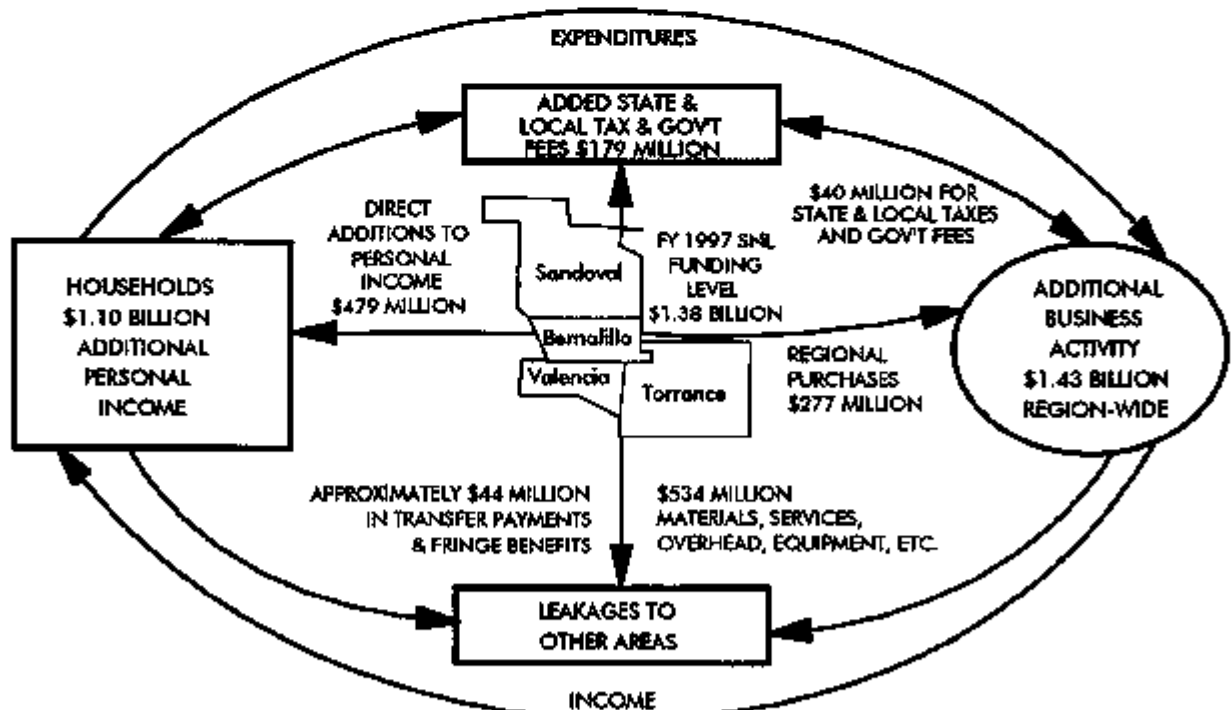 EXPENDITURES
ADDED STATE &
LOCAL TAX & GOV'T
FEES $179 MILLION
$40 MILLION FOR
STATE & LOCAL TAXES
AND GOV'T FEES
DIRECT
ADDITIONS TO
PERSONAL
INCOME
$479 MILLION
Sandoval
FY 1997 SNL
FUNDING
LEVEL
$1.38 BILLION
HOUSEHOLDS
$1.10 BILLION
ADDITIONAL
PERSONAL
INCOME
Bernalillo
Valencia
Torrance
REGIONAL
PURCHASES
$277 MILLION
ADDITIONAL
BUSINESS
ACTIVITY
$1.43 BILLION
REGION-WIDE
APPROXIMATELY $44 MILLION
IN TRANSFER PAYMENTS
& FRINGE BENEFITS
$534 MILLION
MATERIALS, SERVICES,
OVERHEAD, EQUIPMENT, ETC.
LEAKAGES TO
OTHER AREAS
INCOME